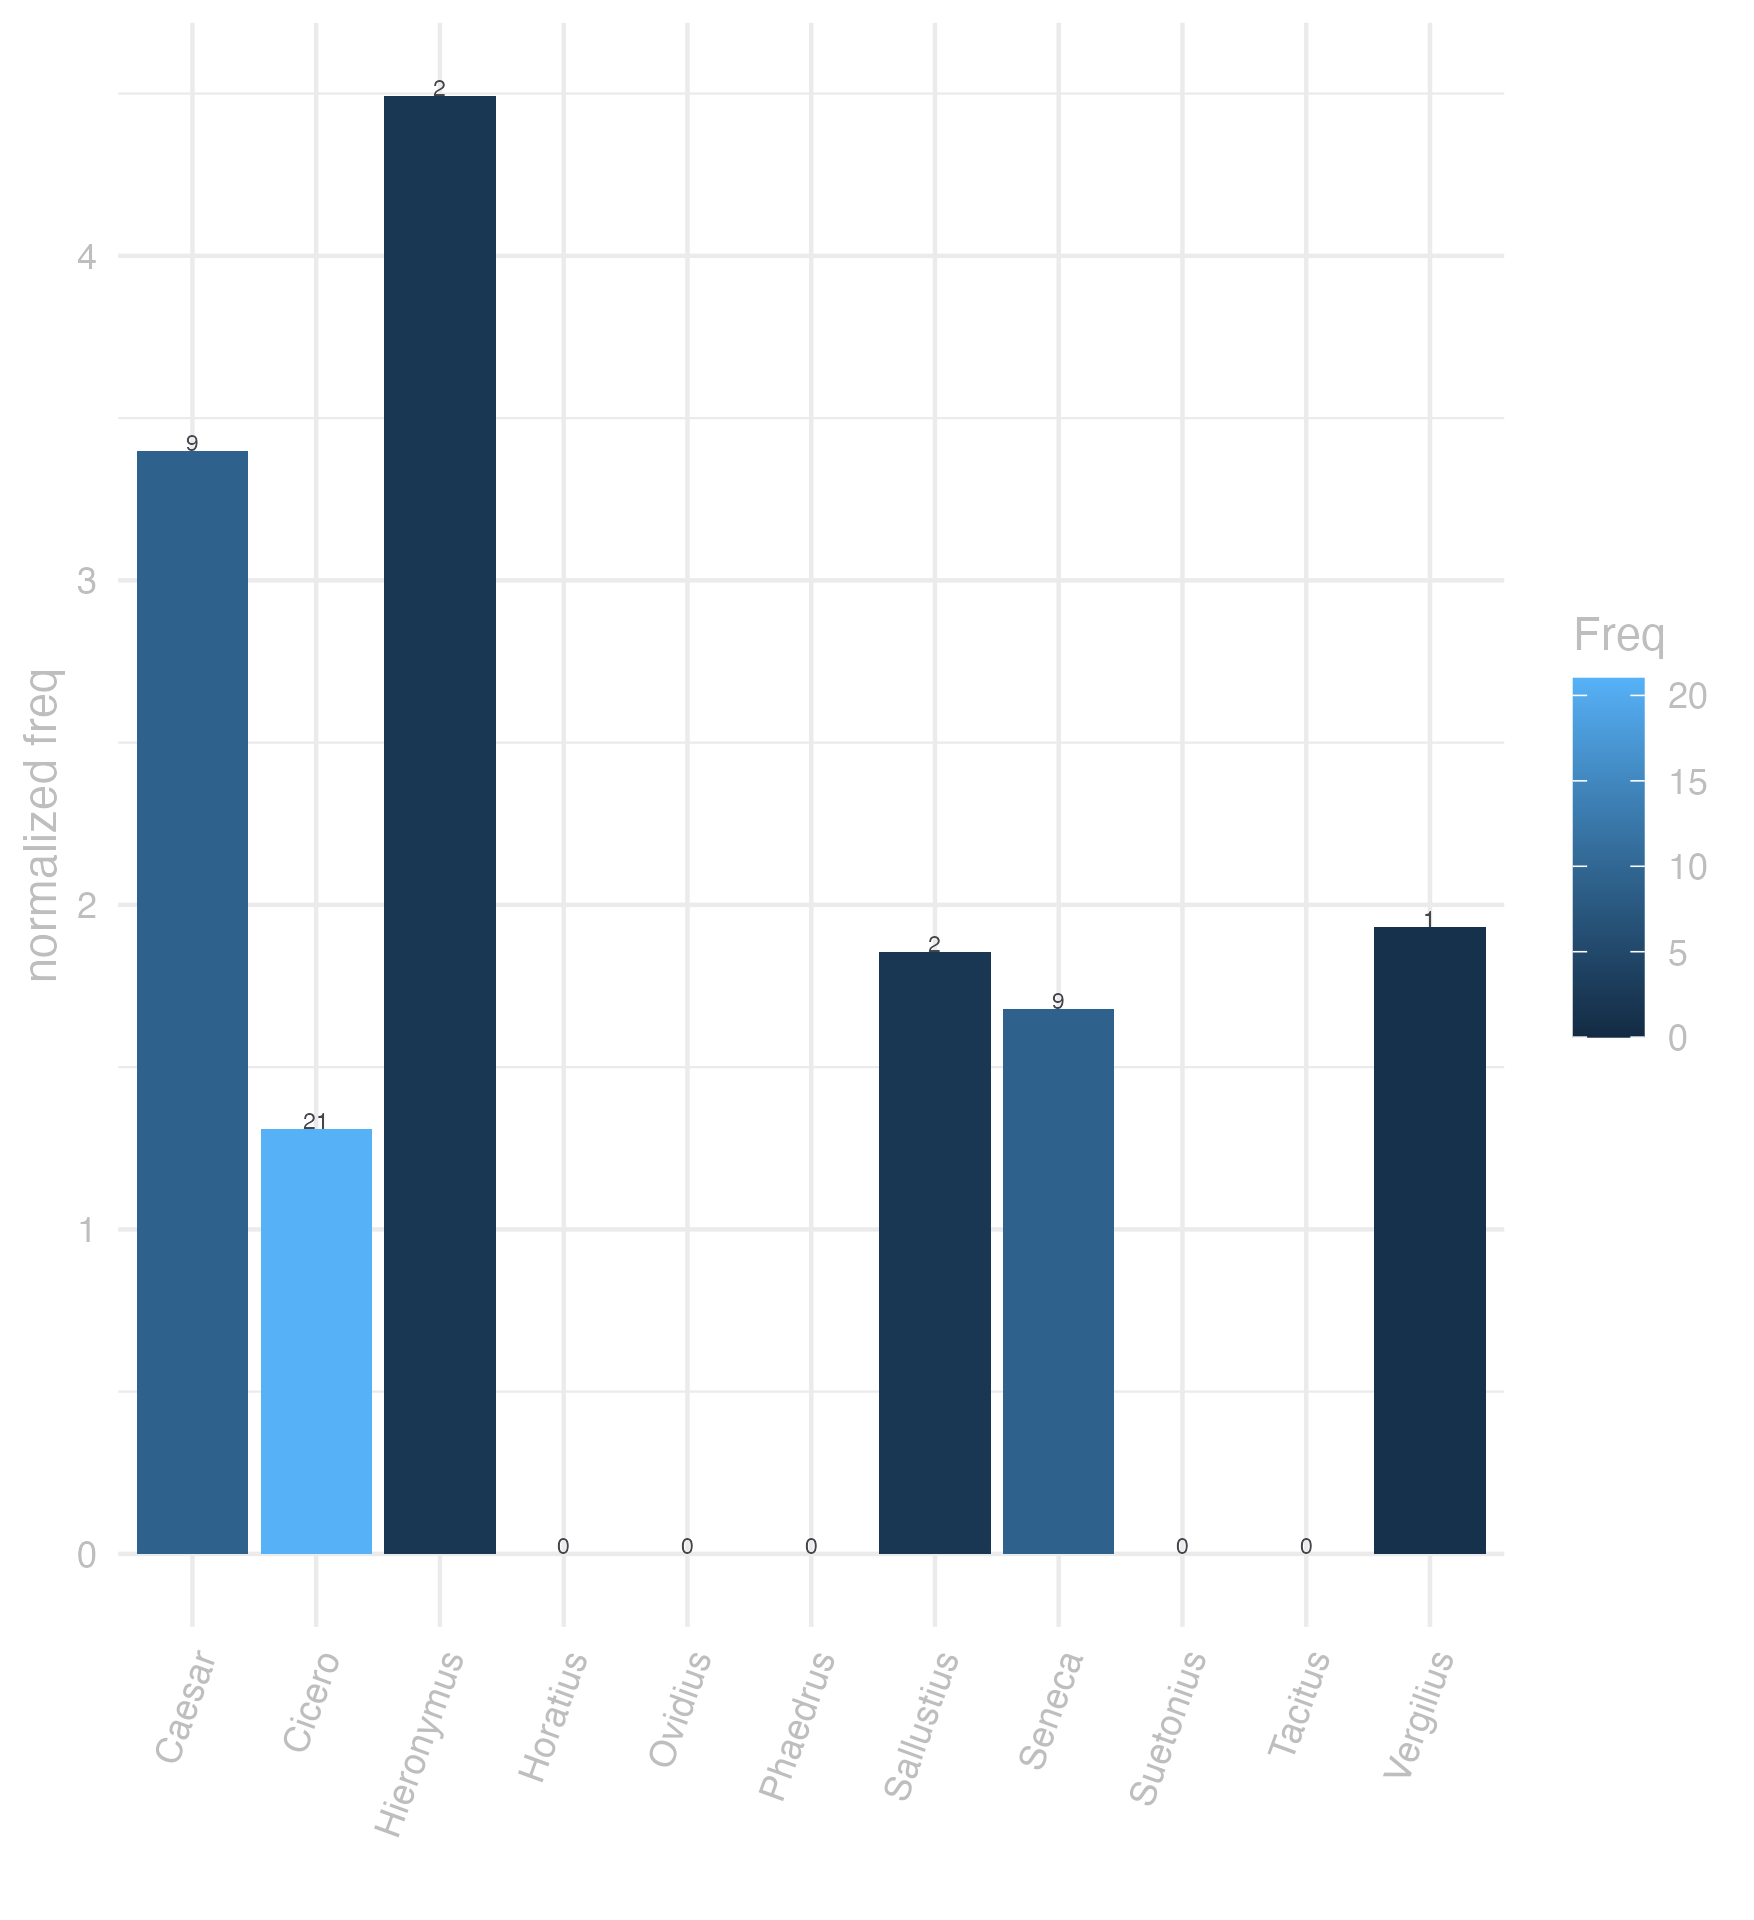 normalized freq
4
3
2
1
0
2
9
21
0
0
0
2
9
0
0
1
Caesar
Cicero
Hieronymus
Horatius
Ovidius
Phaedrus
Sallustius
Seneca
Suetonius
Tacitus
Vergilius
Freq
20
15
10
5
0